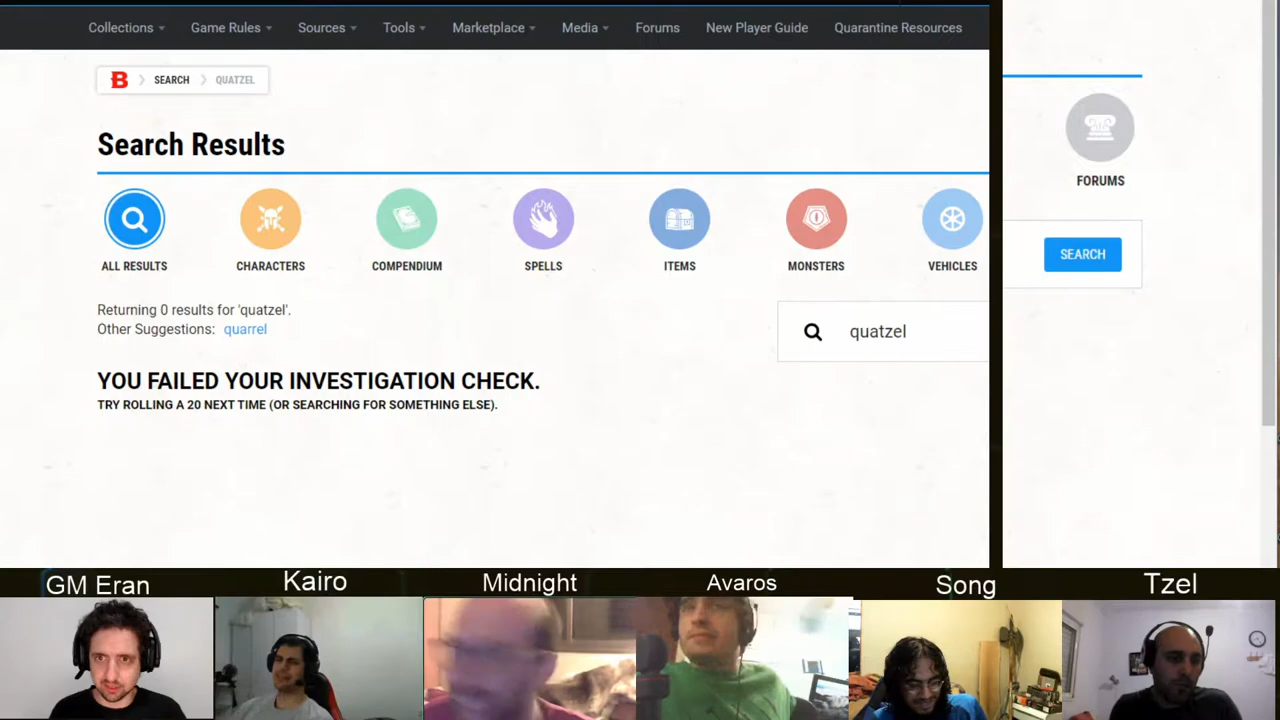 Collections Game Rules Sources Tools Marketplace Media Forums New Player Guide Quarantine Resources
B SEARCH QUATZEL
Search Results
ALL RESULTS CHARACTERS COMPENDIUM SPELLS ITEMS MONSTERS VEHICLES
FORUMS
SEARCH
Returning 0 results for 'quatzel'.
Other Suggestions: quarrel
quatzel
YOU FAILED YOUR INVESTIGATION CHECK.
TRY ROLLING A 20 NEXT TIME (OR SEARCHING FOR SOMETHING ELSE).
GM Eran Kairo Midnight Avaros Song Tzel